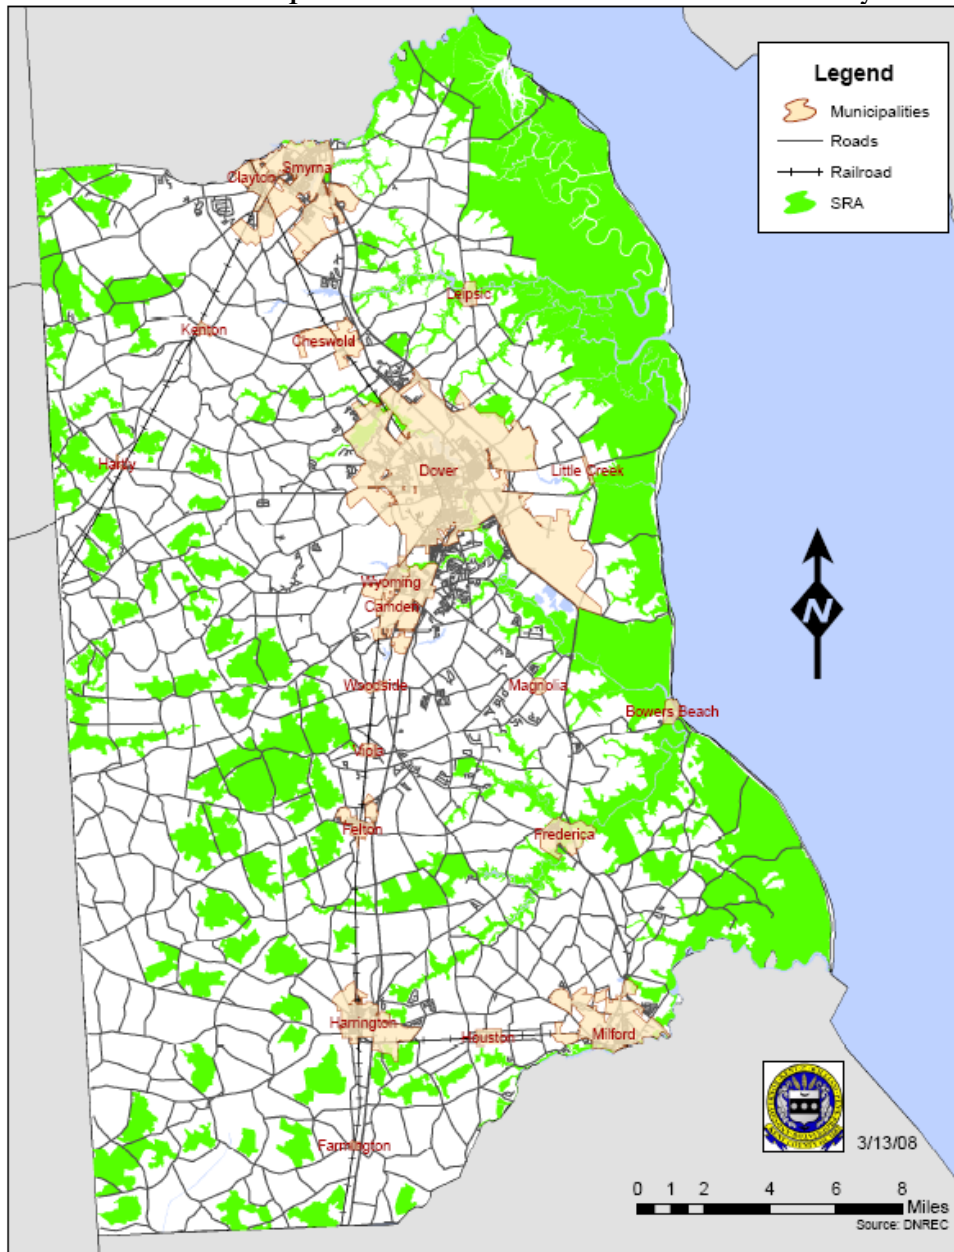 Legend
Municipalities
Roads
Railroad
SRA
Smyrna
Clayton
Leipsic
Kenton
Cheswold
Hartly
Dover
Little Creek
Wyoming
Camden
Woodside
Magnolia
Bowers Beach
Viola
Felton
Frederica
Harrington
Houston
Milford
Farmington
N
3/13/08
0 1 2 4 6 8
Miles
Source: DNREC